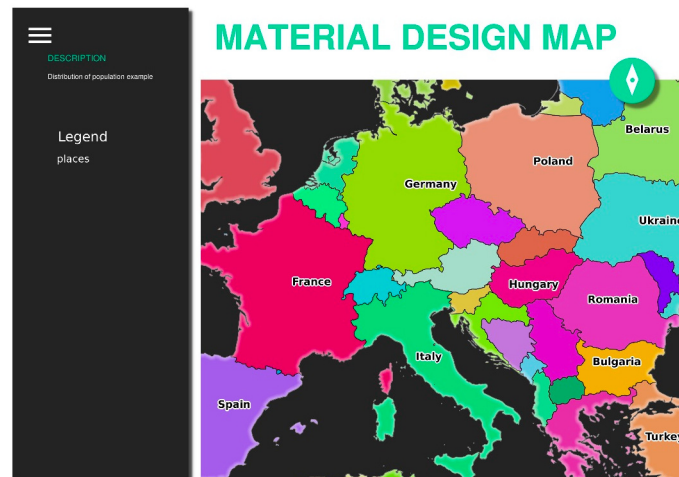 MATERIAL DESIGN MAP
DESCRIPTION
Distribution of population example
Legend
places
Belarus
Poland
Germany
Ukraine
France
Hungary
Romania
Italy
Bulgaria
Spain
Turkey